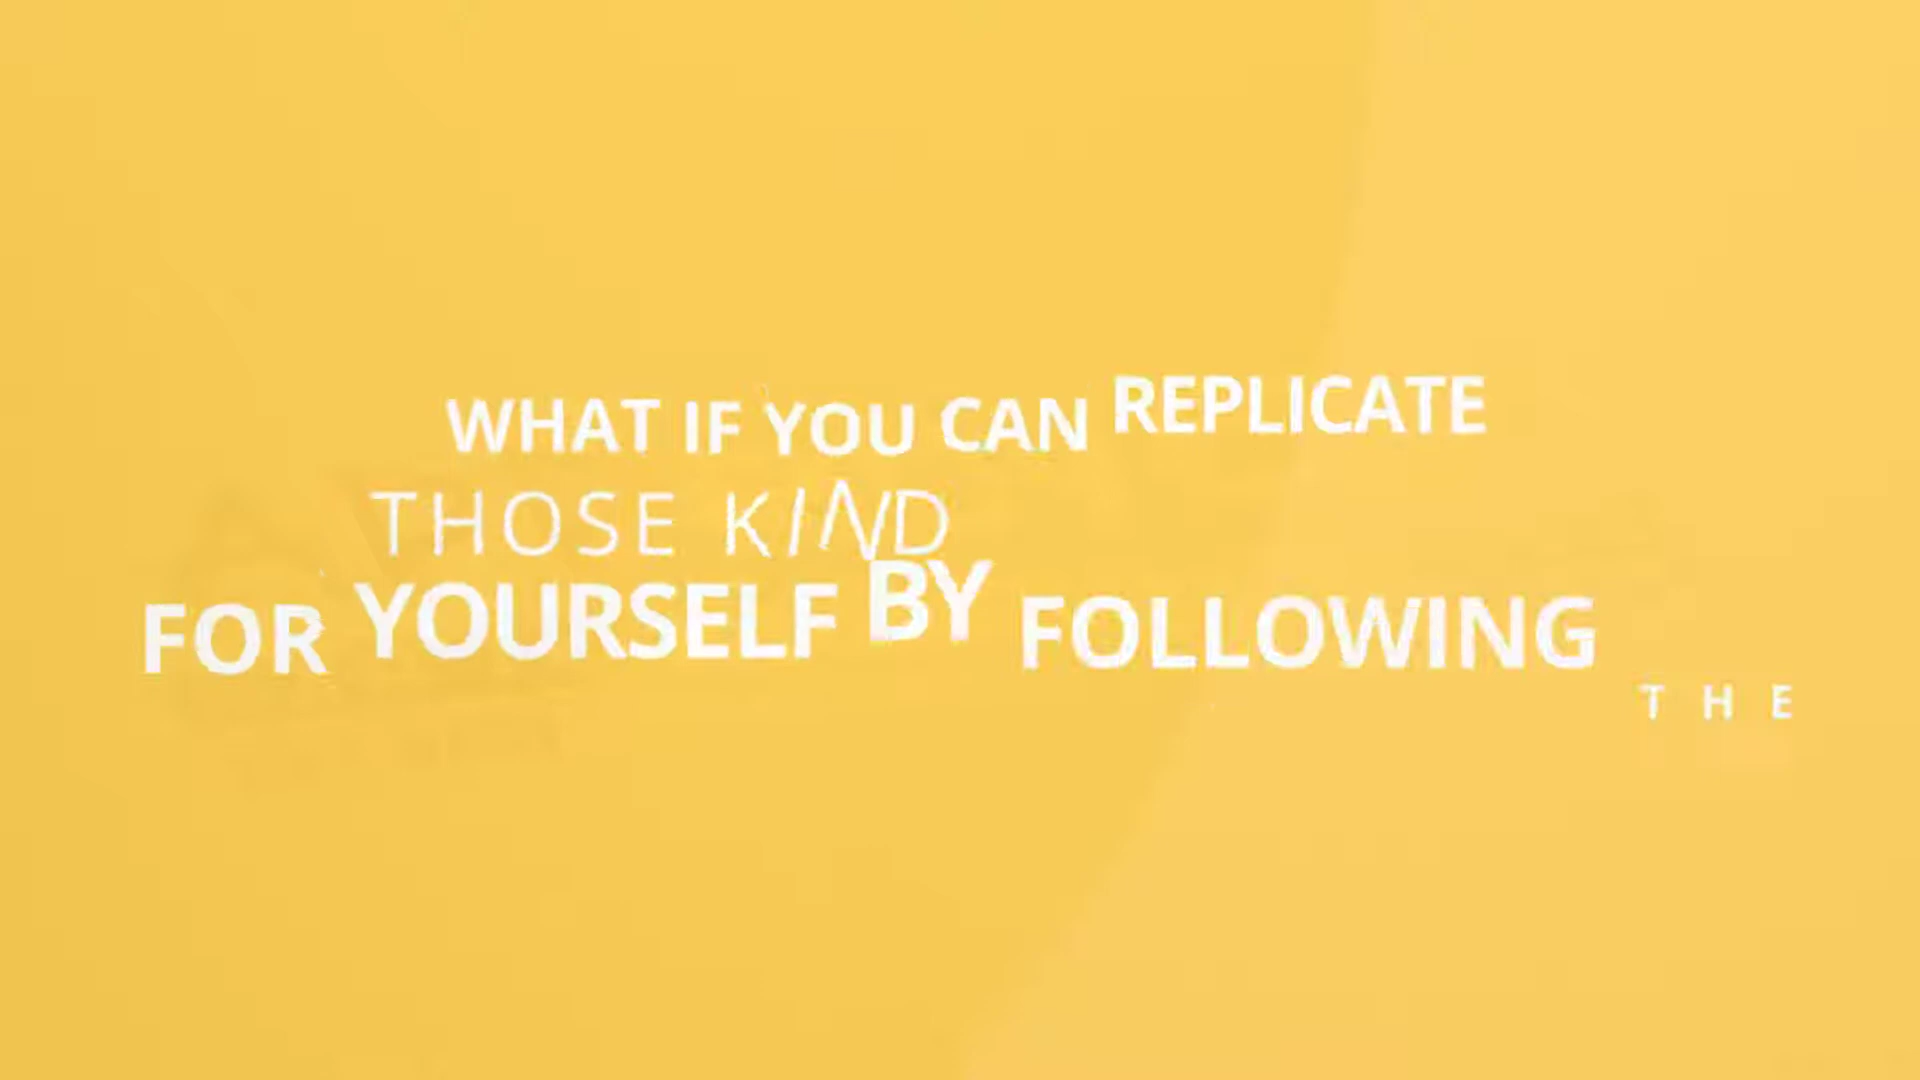 WHAT IF YOU CAN REPLICATE
THOSE KIND
FOR YOURSELF BY FOLLOWING
THE